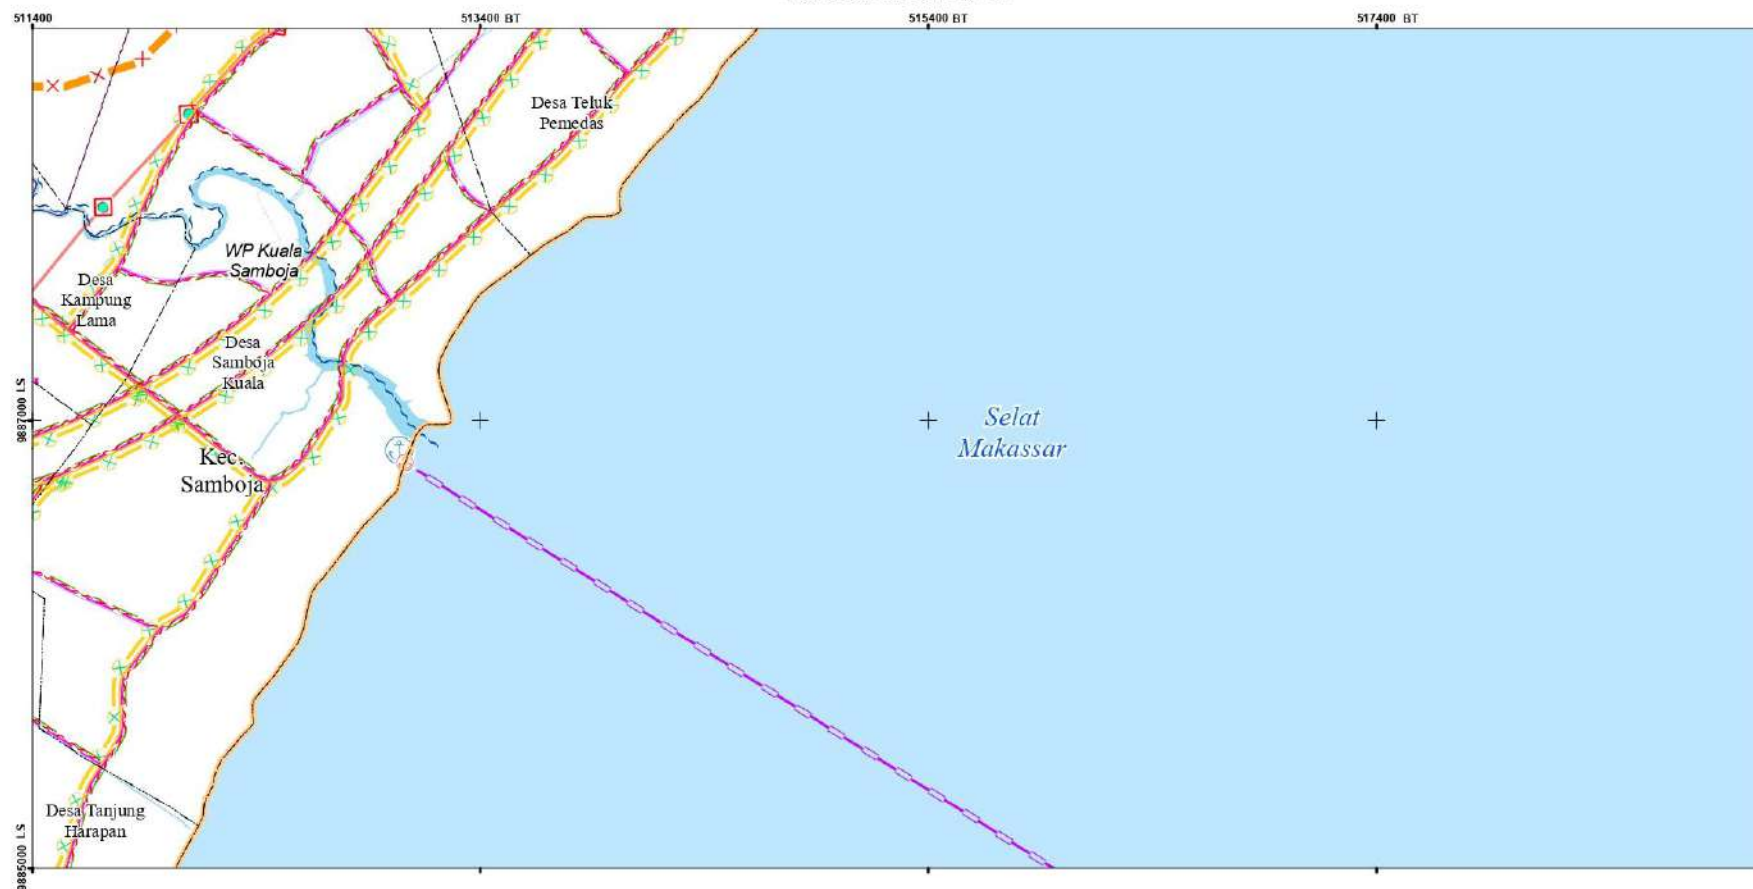 511400
513400 BT
515400 BT
517400 BT
Desa Teluk
Pemedas
WP Kuala
Samboja
Desa
Kampung
Lama
Desa
Samboja
Kuala
9887000 LS
Selat
Makassar
Kec.
Samboja
Desa Tanjung
Harapan
9885000 LS